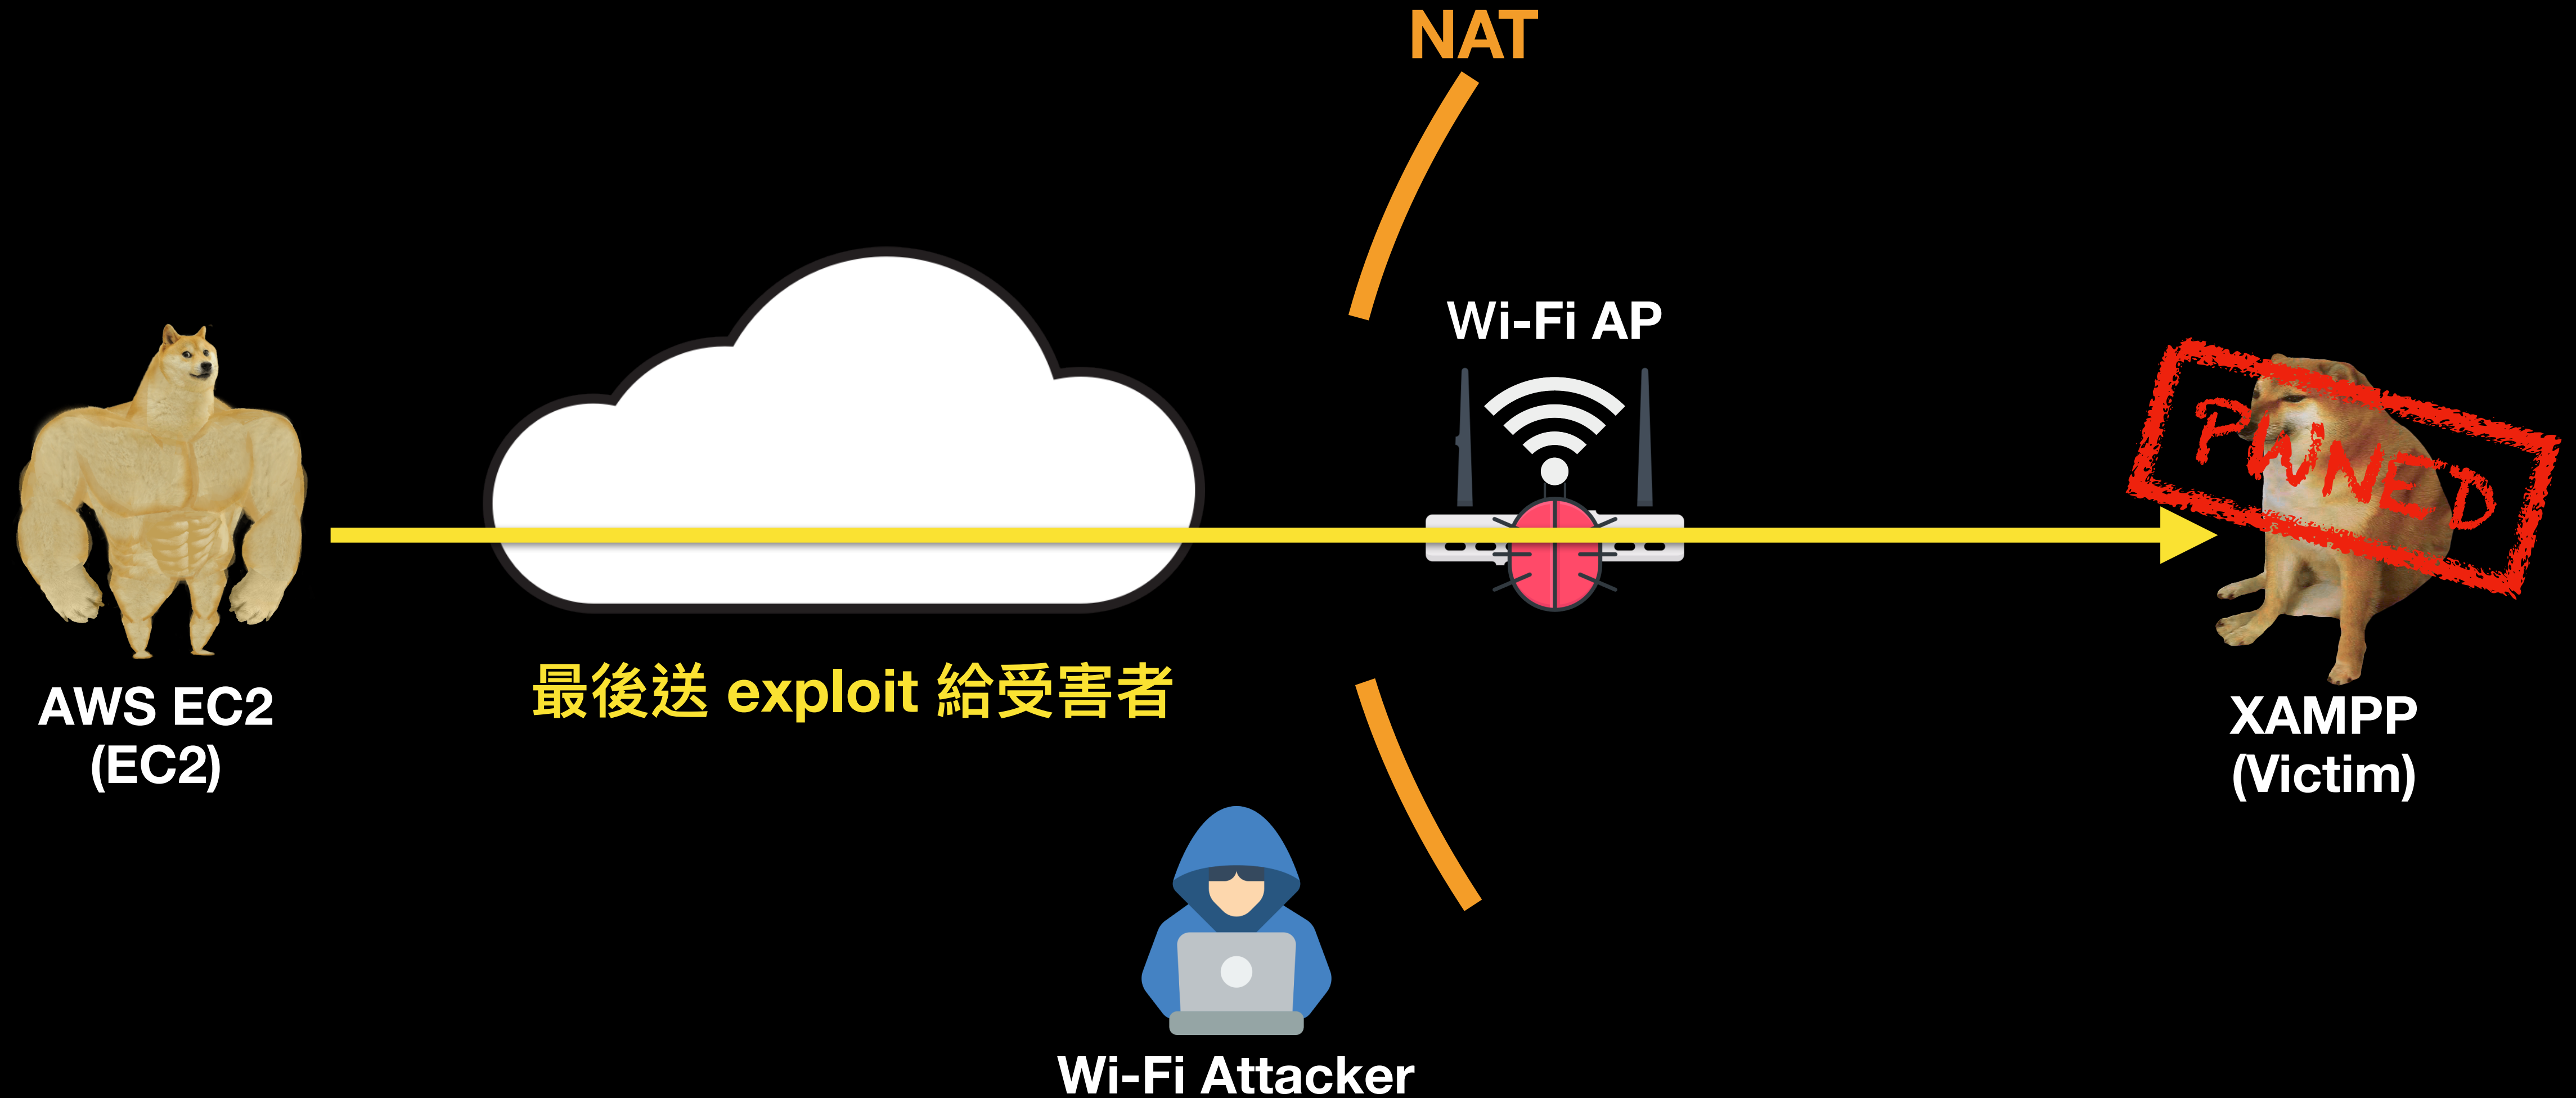 NAT
Wi-Fi AP
PWNED
最後送 exploit 給受害者
AWS EC2
(EC2)
XAMPP
(Victim)
Wi-Fi Attacker